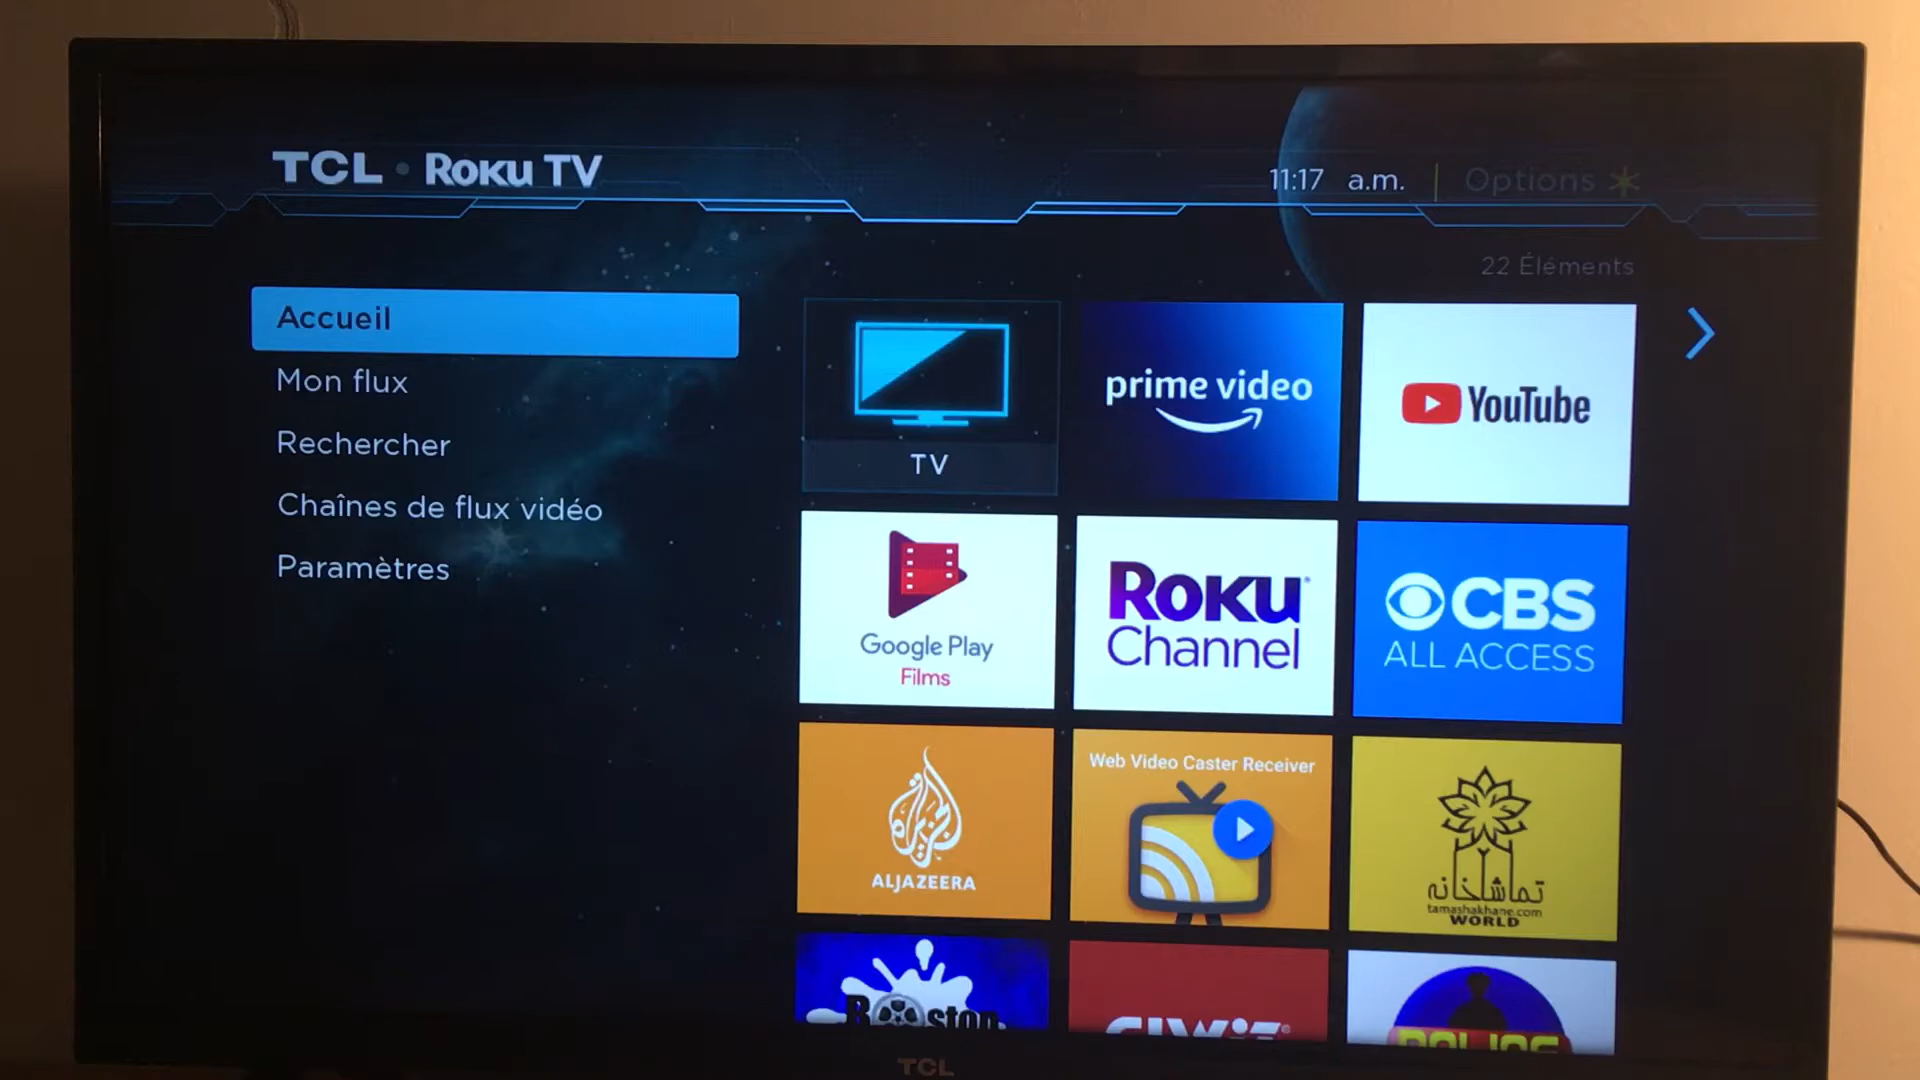 TCL • Roku TV
11:17 a.m. | Options
22 Éléments
Accueil
Mon flux
Rechercher
Chaînes de flux vidéo
Paramètres
TV
prime video
YouTube
Google Play
Films
Roku
Channel
CBS
ALL ACCESS
الجزيرة
ALJAZEERA
Web Video Caster Receiver
تماشاخانه
tamashakhane.com
WORLD
TCL